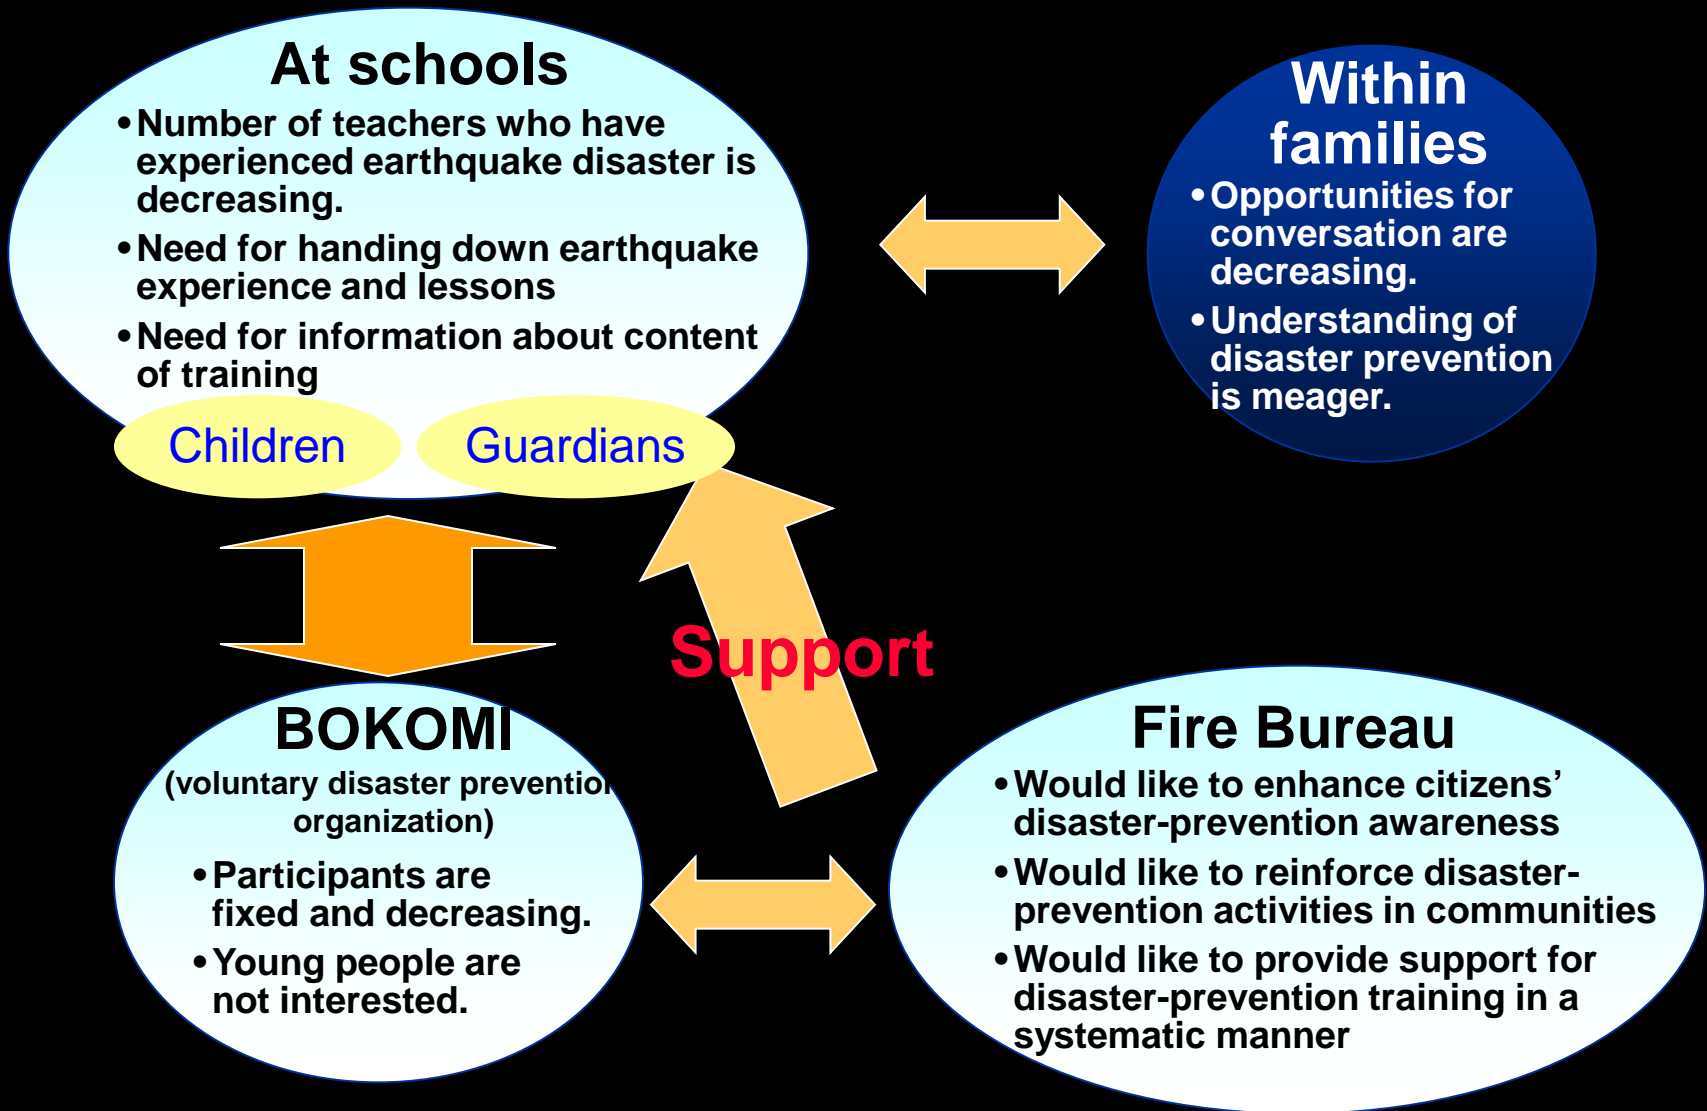 At schools
•Number of teachers who have
experienced earthquake disaster is
decreasing.
•Need for handing down earthquake
experience and lessons
•Need for information about content
of training
Children
Guardians
Within
families
•Opportunities for
conversation are
decreasing.
•Understanding of
disaster prevention
is meager.
Support
BOKOMI
(voluntary disaster prevention
organization)
•Participants are
fixed and decreasing.
•Young people are
not interested.
Fire Bureau
•Would like to enhance citizens’
disaster-prevention awareness
•Would like to reinforce disaster-
prevention activities in communities
•Would like to provide support for
disaster-prevention training in a
systematic manner